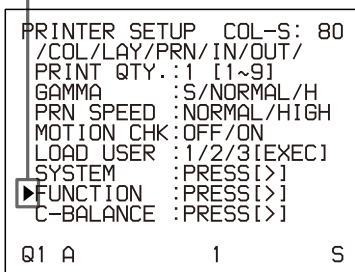 PRINTER SETUP COL-S: 80
/COL/LAY/PRN/IN/OUT/
PRINT QTY.:1 [1~9]
GAMMA :S/NORMAL/H
PRN SPEED :NORMAL/HIGH
MOTION CHK:OFF/ON
LOAD USER :1/2/3[EXEC]
SYSTEM :PRESS[>]
▶FUNCTION :PRESS[>]
C-BALANCE :PRESS[>]
Q1 A 1 S